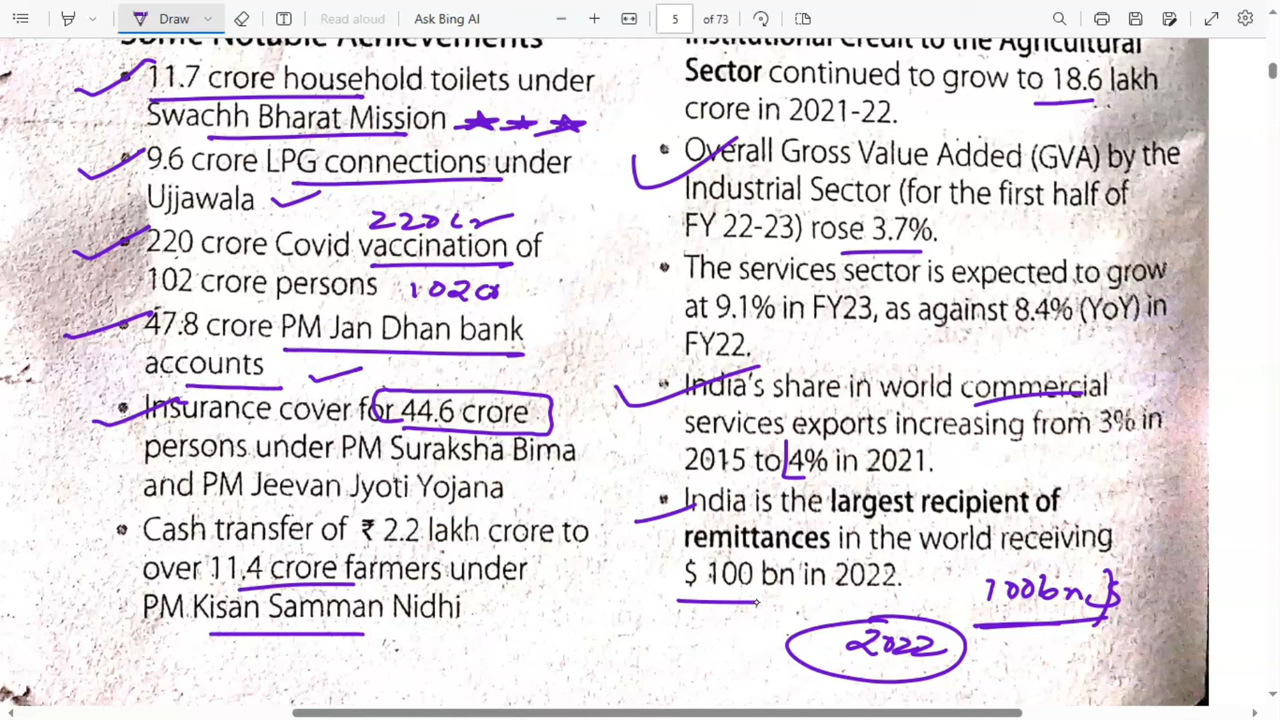 Draw
Read aloud
Ask Bing AI
5
of 73
Some Notable Achievements
11.7 crore household toilets under
Swachh Bharat Mission
9.6 crore LPG connections under
Ujjawala
220 cr
220 crore Covid vaccination of
102 crore persons
47.8 crore PM Jan Dhan bank
accounts
Insurance cover for 44.6 crore
persons under PM Suraksha Bima
and PM Jeevan Jyoti Yojana
Cash transfer of ₹ 2.2 lakh crore to
over 11.4 crore farmers under
PM Kisan Samman Nidhi
Institutional Credit to the Agricultural
Sector continued to grow to 18.6 lakh
crore in 2021-22.
Overall Gross Value Added (GVA) by the
Industrial Sector (for the first half of
FY 22-23) rose 3.7%.
The services sector is expected to grow
at 9.1% in FY23, as against 8.4% (YoY) in
FY22.
India's share in world commercial
services exports increasing from 3% in
2015 to 4% in 2021.
India is the largest recipient of
remittances in the world receiving
$ 100 bn in 2022.
100bn $
2022